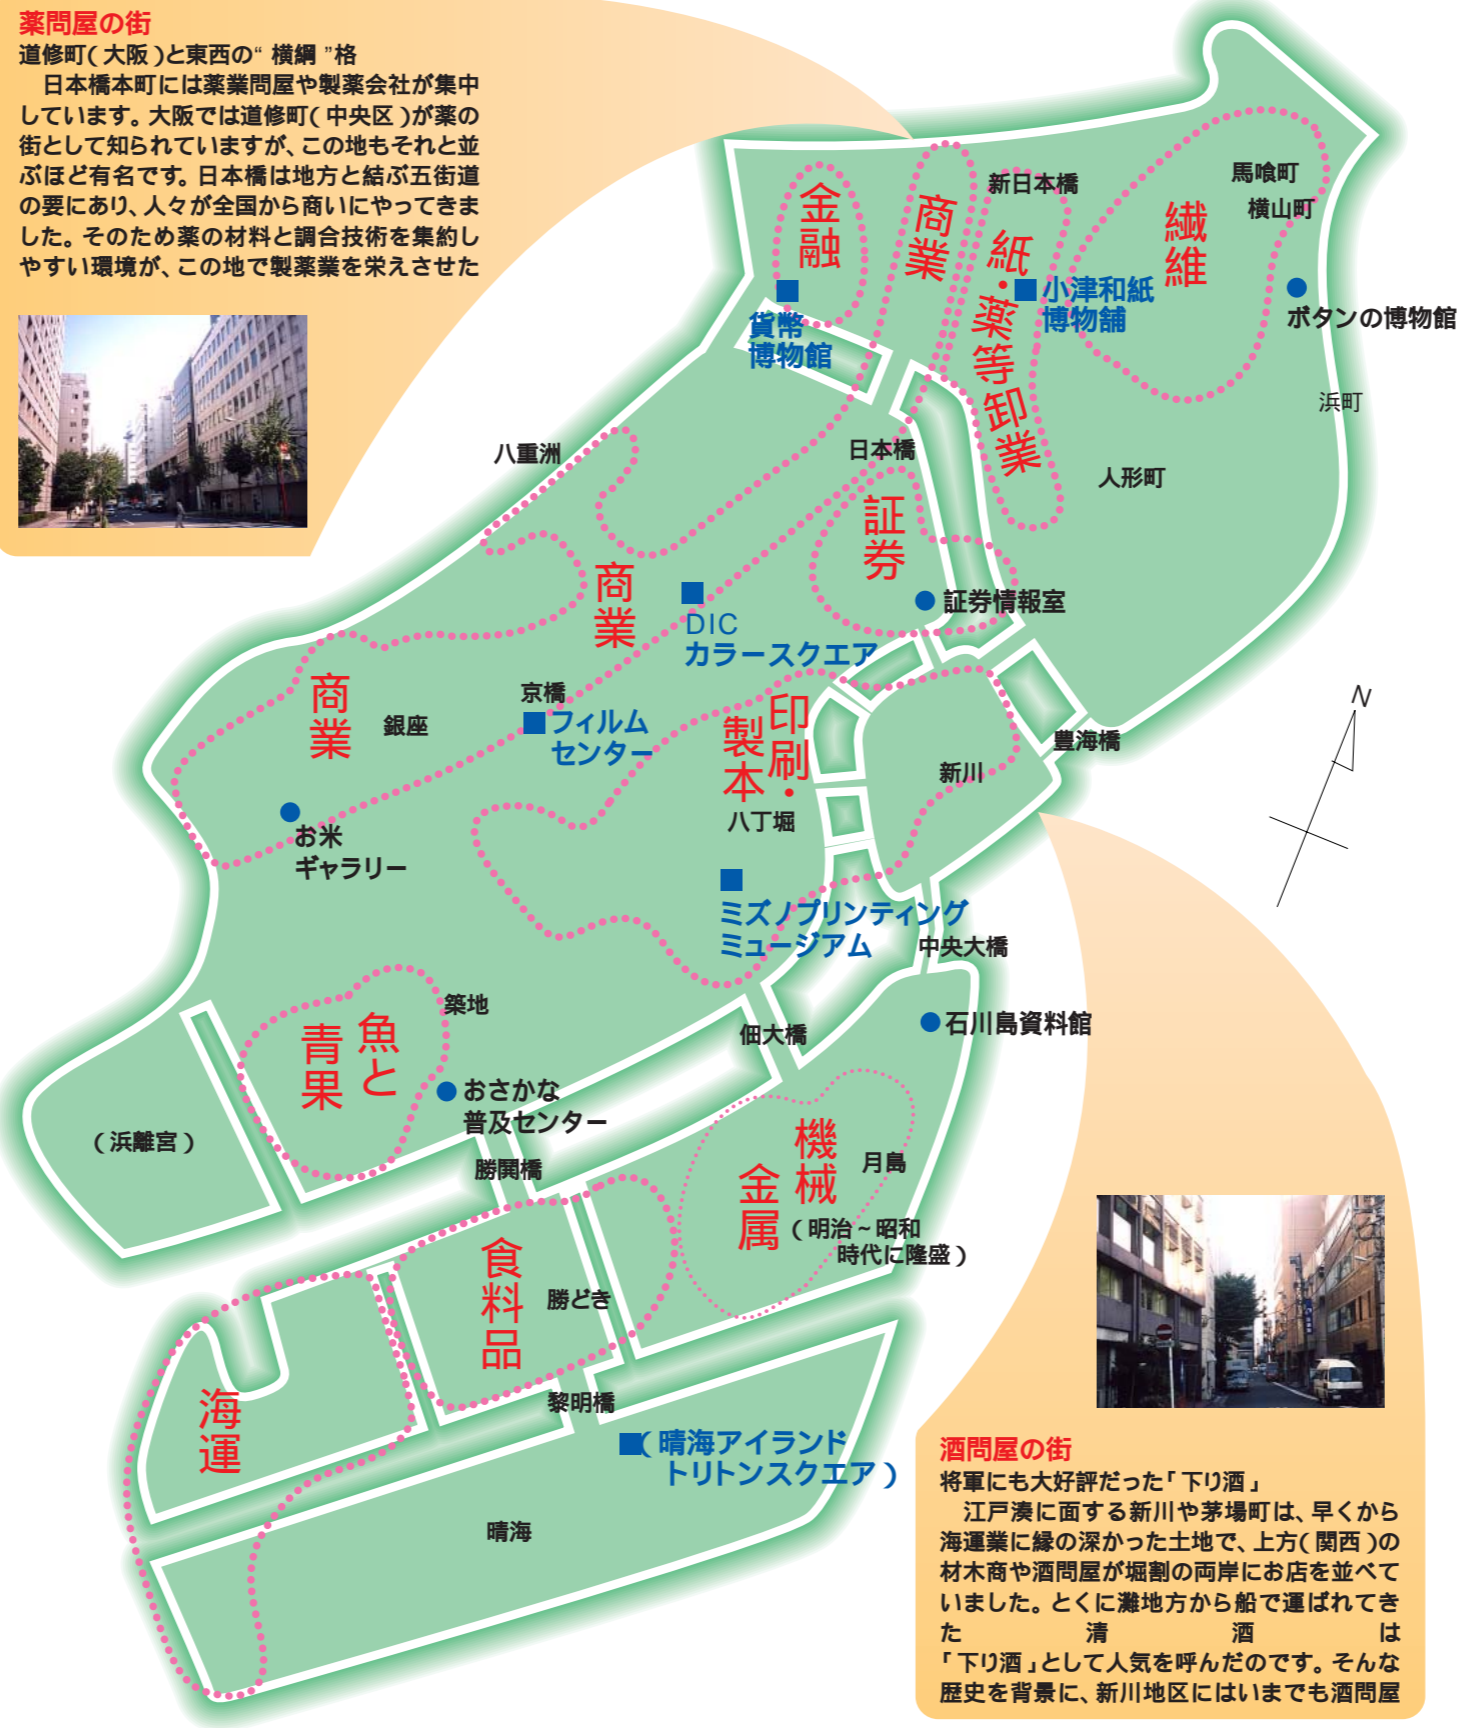 薬問屋の街
道修町(大阪)と東西の“横綱”格
　日本橋本町には薬業問屋や製薬会社が集中
しています。大阪では道修町(中央区)が薬の
街として知られていますが、この地もそれと並
ぶほど有名です。日本橋は地方と結ぶ五街道
の要にあり、人々が全国から商いにやってきま
した。そのため薬の材料と調合技術を集約し
やすい環境が、この地で製薬業を栄えさせた
金融
商業
新日本橋
紙・薬等卸業
繊維
馬喰町
横山町
貨幣
博物館
小津和紙
博物舗
ボタンの博物館
浜町
八重洲
日本橋
人形町
証券
証券情報室
商業
DIC
カラースクエア
商業
銀座
京橋
フィルム
センター
印刷・
製本
八丁堀
新川
豊海橋
N
お米
ギャラリー
ミズノプリンティング
ミュージアム
中央大橋
築地
魚と
青果
佃大橋
石川島資料館
おさかな
普及センター
(浜離宮)
勝鬨橋
機械
金属
月島
(明治~昭和
時代に隆盛)
食料品
勝どき
海運
黎明橋
(晴海アイランド
トリトンスクエア)
晴海
酒問屋の街
将軍にも大好評だった「下り酒」
　江戸湊に面する新川や茅場町は、早くから
海運業に縁の深かった土地で、上方(関西)の
材木商や酒問屋が堀割の両岸にお店を並べて
いました。とくに灘地方から船で運ばれてき
た清酒は
「下り酒」として人気を呼んだのです。そんな
歴史を背景に、新川地区にはいまでも酒問屋